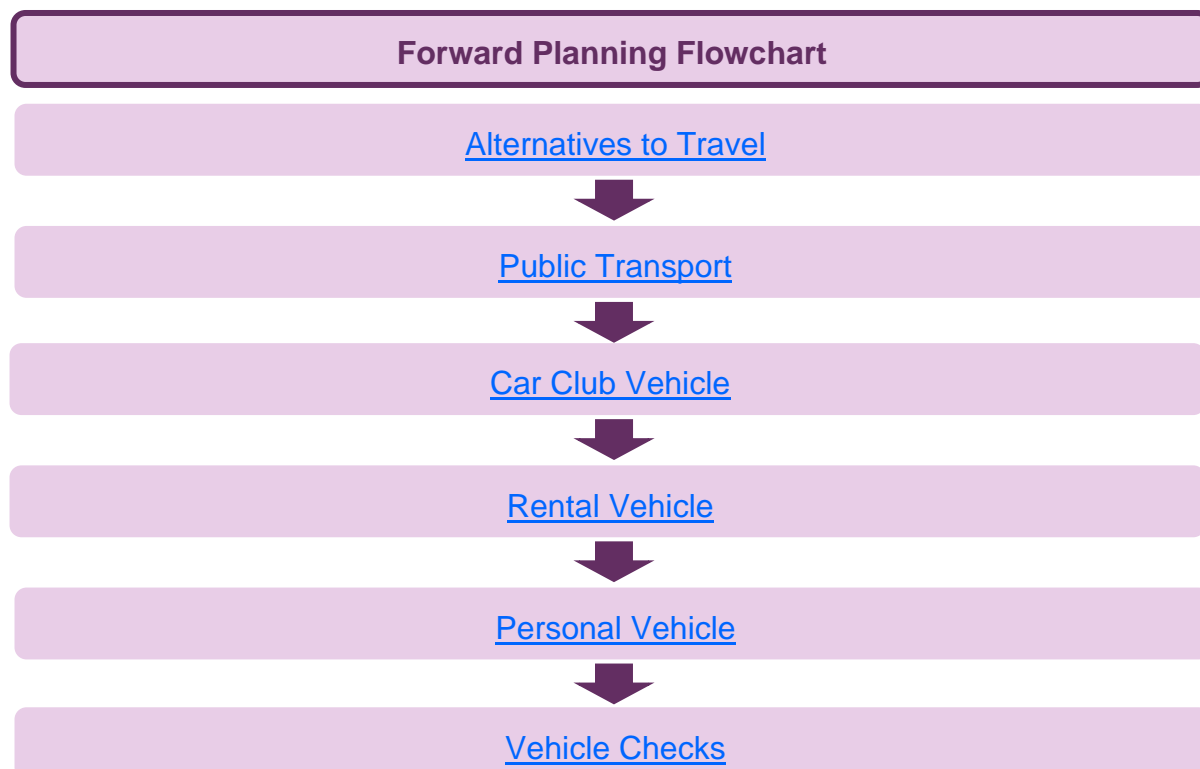 Forward Planning Flowchart
Alternatives to Travel
Public Transport
Car Club Vehicle
Rental Vehicle
Personal Vehicle
Vehicle Checks